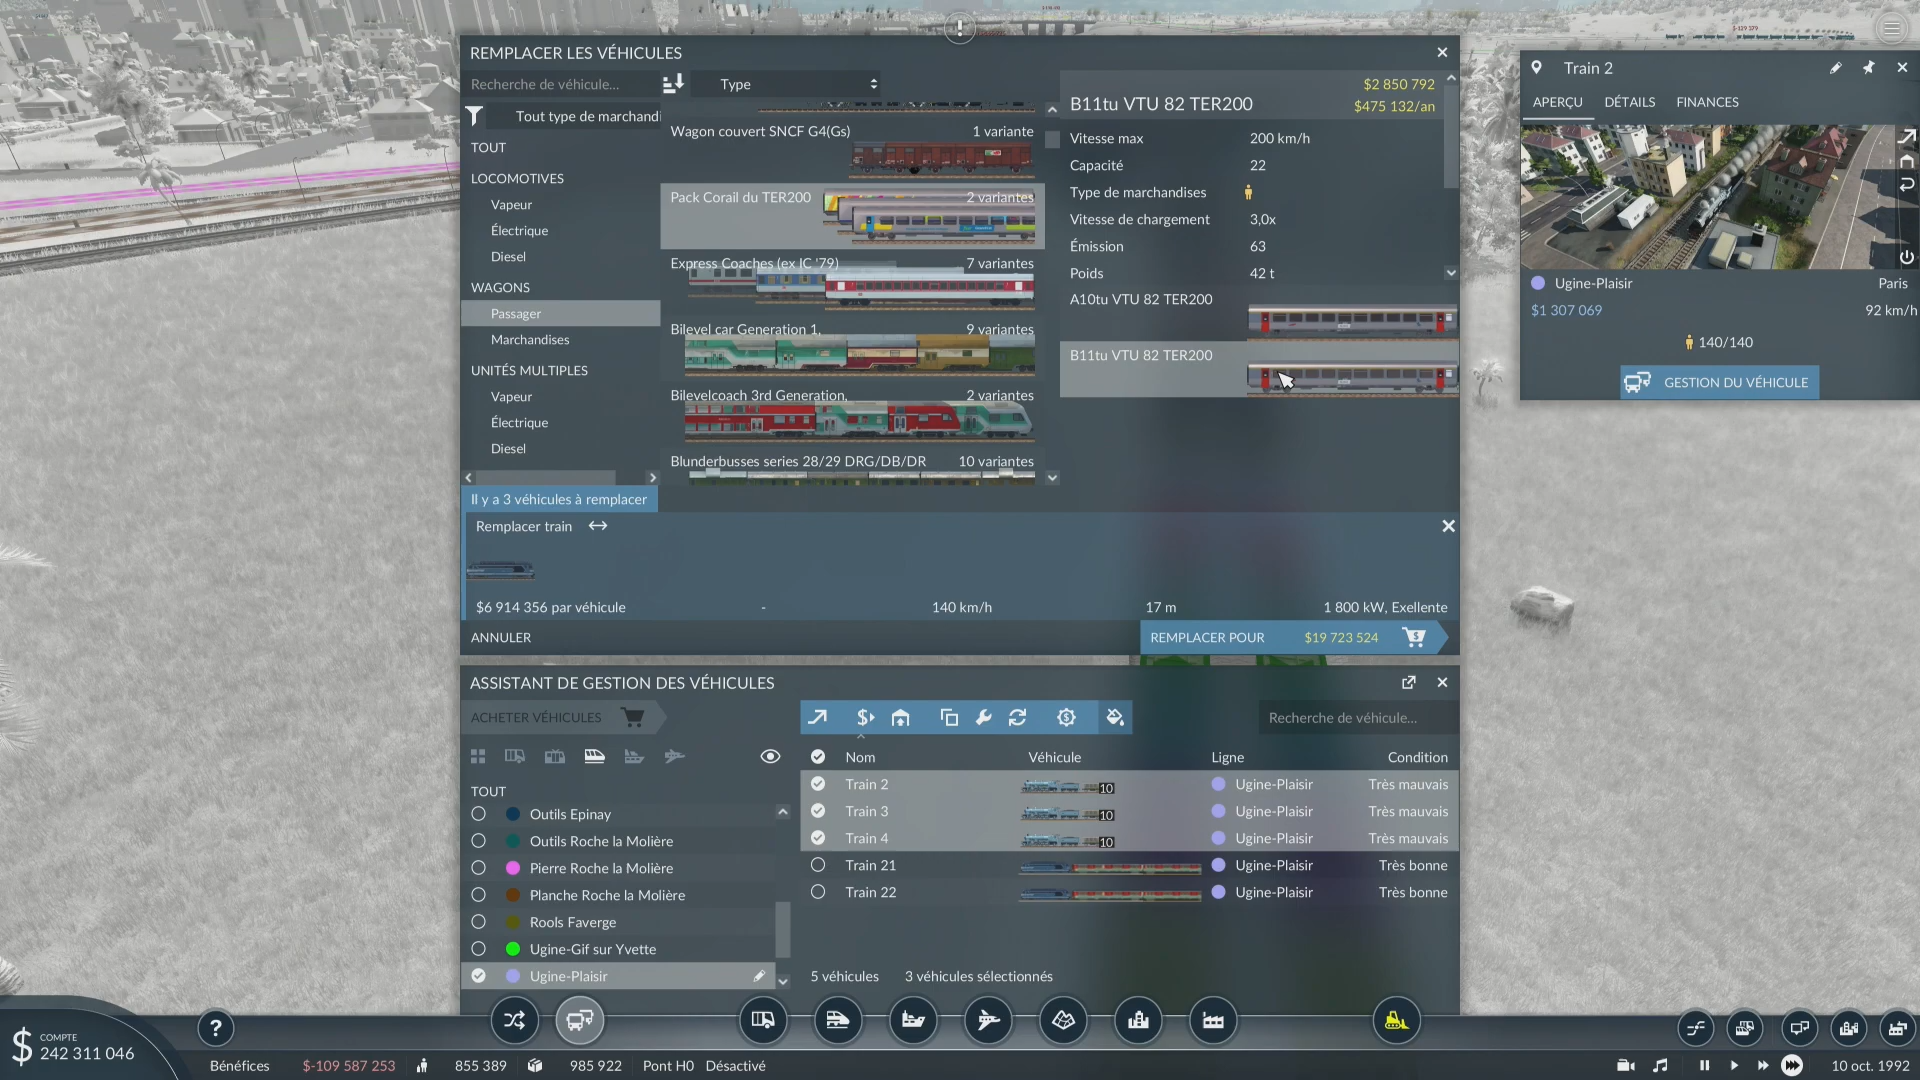 REMPLACER LES VÉHICULES
Recherche de véhicule...
Type
Tout type de marchandi
TOUT
LOCOMOTIVES
Vapeur
Électrique
Diesel
WAGONS
Passager
Marchandises
UNITÉS MULTIPLES
Vapeur
Électrique
Diesel
Wagon couvert SNCF G4(Gs) 1 variante
Pack Corail du TER200 2 variantes
Express Coaches (ex IC '79) 7 variantes
Bilevel car Generation 1, 9 variantes
Bilevelcoach 3rd Generation, 2 variantes
Blunderbusses series 28/29 DRG/DB/DR 10 variantes
$2 850 792
B11tu VTU 82 TER200 $475 132/an
Vitesse max 200 km/h
Capacité 22
Type de marchandises
Vitesse de chargement 3,0x
Émission 63
Poids 42 t
A10tu VTU 82 TER200
B11tu VTU 82 TER200
Il y a 3 véhicules à remplacer
Remplacer train
$6 914 356 par véhicule - 140 km/h 17 m 1 800 kW, Exellente
ANNULER
REMPLACER POUR $19 723 524
ASSISTANT DE GESTION DES VÉHICULES
ACHETER VÉHICULES
Recherche de véhicule...
TOUT
Outils Epinay
Outils Roche la Molière
Pierre Roche la Molière
Planche Roche la Molière
Rools Faverge
Ugine-Gif sur Yvette
Ugine-Plaisir
Nom Véhicule Ligne Condition
Train 2 10 Ugine-Plaisir Très mauvais
Train 3 10 Ugine-Plaisir Très mauvais
Train 4 10 Ugine-Plaisir Très mauvais
Train 21 Ugine-Plaisir Très bonne
Train 22 Ugine-Plaisir Très bonne
5 véhicules 3 véhicules sélectionnés
Train 2
APERÇU DÉTAILS FINANCES
Ugine-Plaisir Paris
$1 307 069 92 km/h
140/140
GESTION DU VÉHICULE
COMPTE
$ 242 311 046
?
Bénéfices $-109 587 253 855 389 985 922 Pont H0 Désactivé
10 oct. 1992